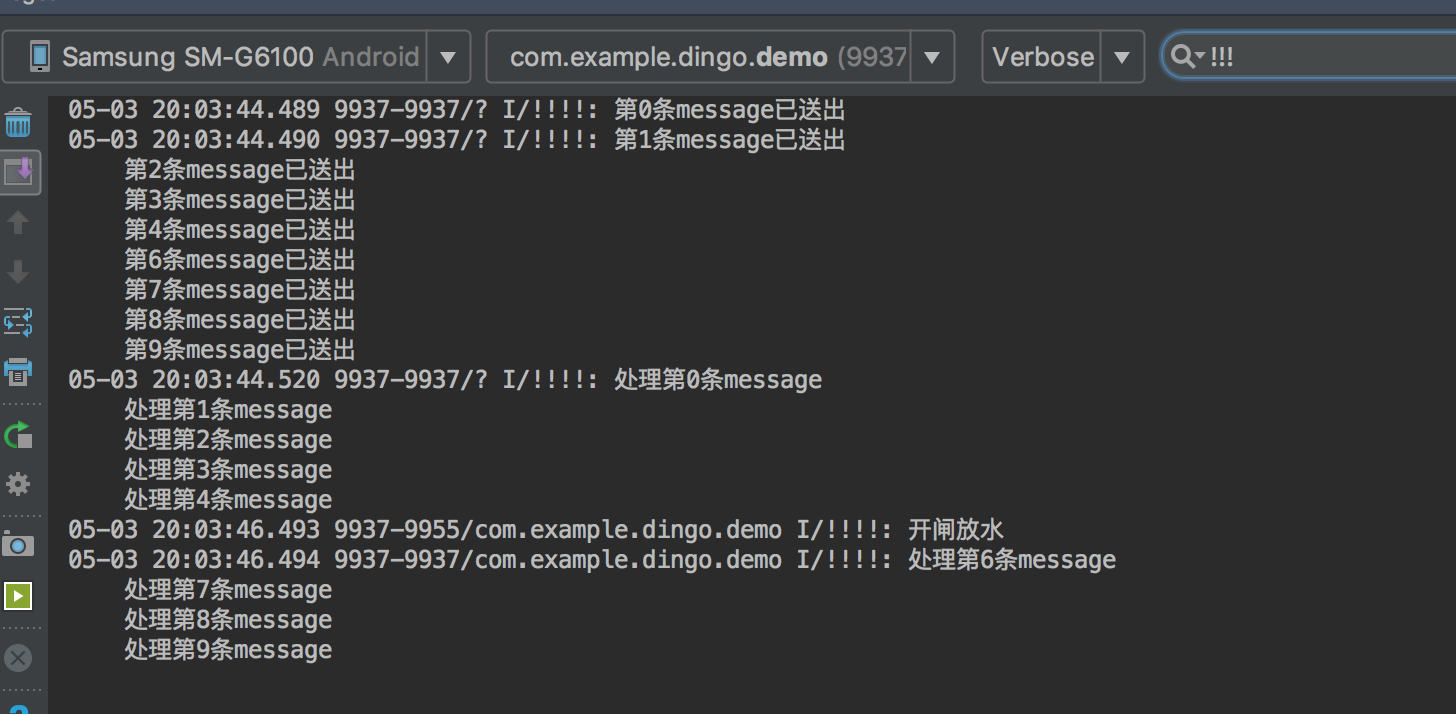 Samsung SM-G6100 Android
com.example.dingo.demo (9937
Verbose
!!!
05-03 20:03:44.489 9937-9937/? I/!!!!: 第0条message已送出
05-03 20:03:44.490 9937-9937/? I/!!!!: 第1条message已送出
第2条message已送出
第3条message已送出
第4条message已送出
第6条message已送出
第7条message已送出
第8条message已送出
第9条message已送出
05-03 20:03:44.520 9937-9937/? I/!!!!: 处理第0条message
处理第1条message
处理第2条message
处理第3条message
处理第4条message
05-03 20:03:46.493 9937-9955/com.example.dingo.demo I/!!!!: 开闸放水
05-03 20:03:46.494 9937-9937/com.example.dingo.demo I/!!!!: 处理第6条message
处理第7条message
处理第8条message
处理第9条message